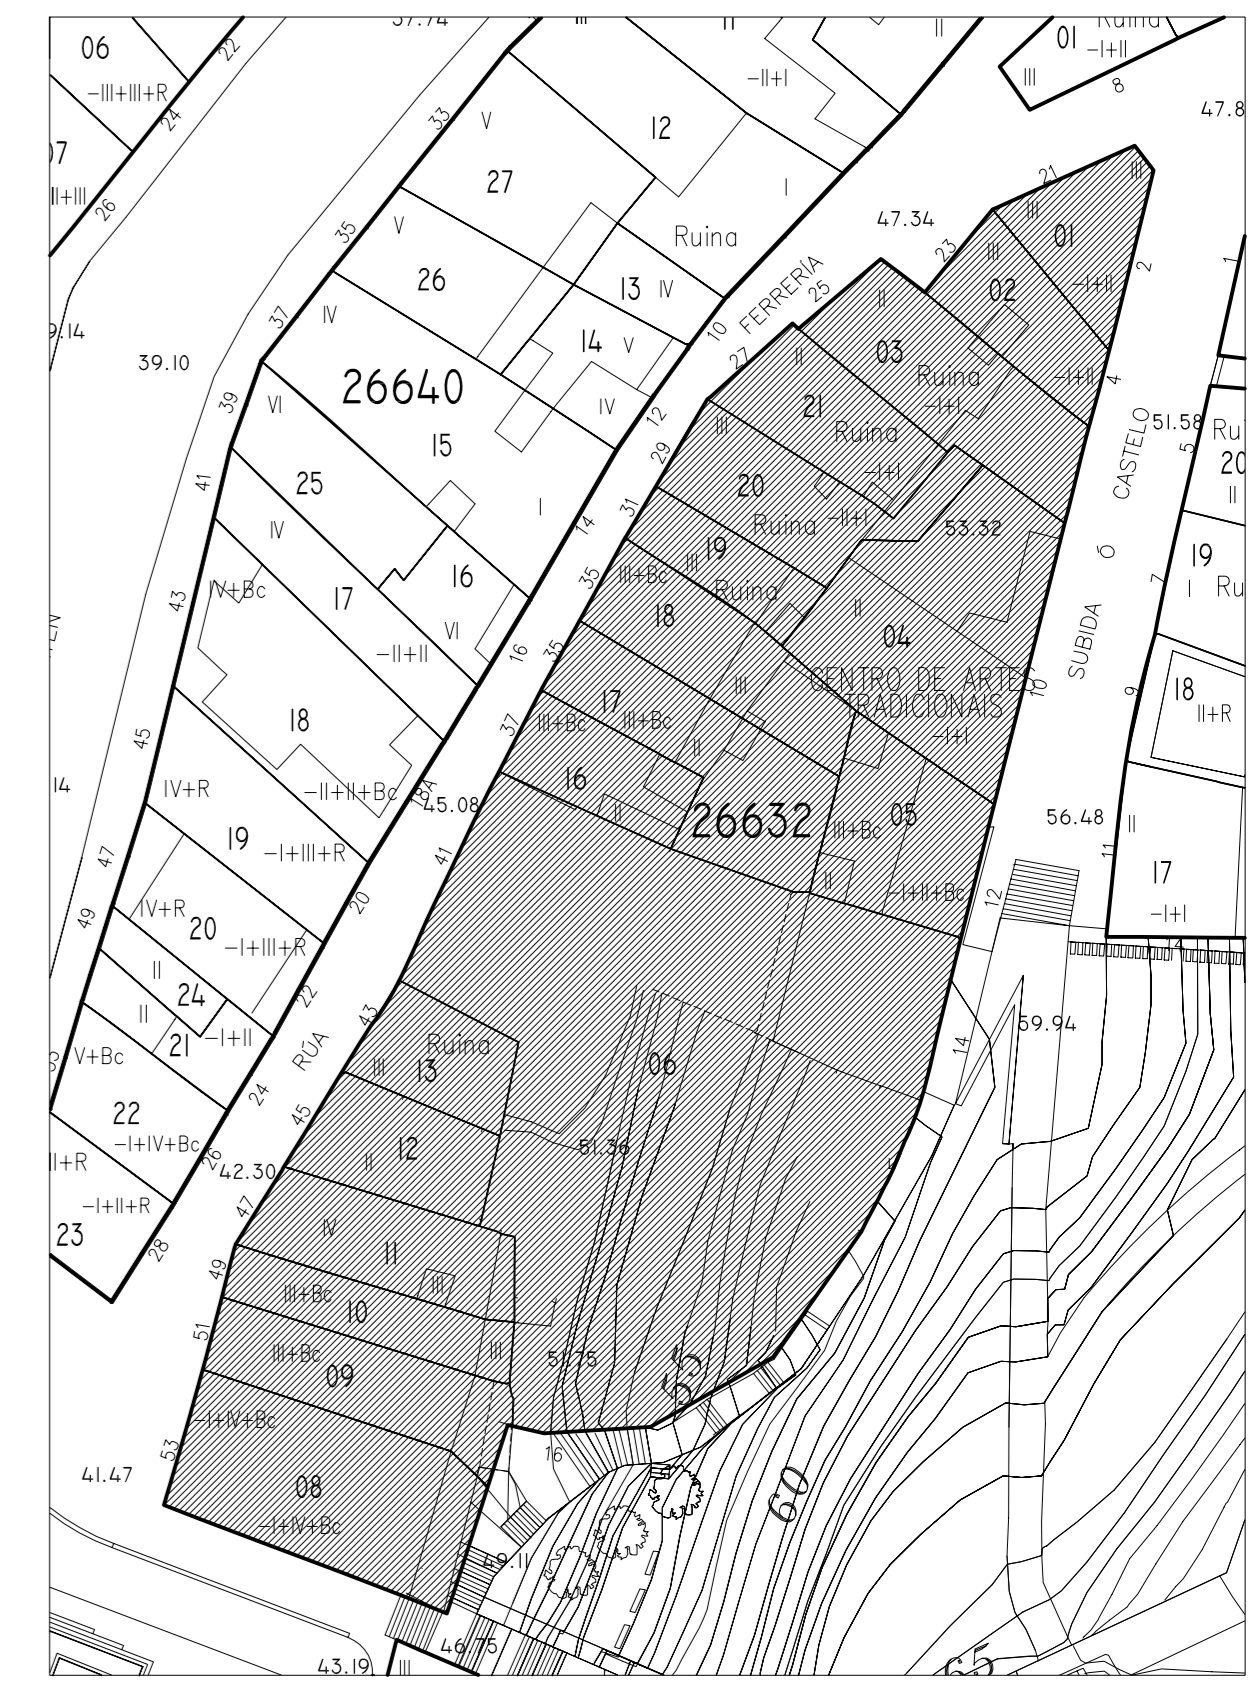 06
-III+III+R
22
24
26
39.10
33
35
37
39
41
43
45
47
49
V
27
12
-II+I
III
II
I
Ruina
V
26
13
IV
14
V
IV
IV
26640
15
I
VI
25
IV
17
-II+II
16
VI
IV+Bc
18
-II+II+Bc
IV+R
19
-I+III+R
IV+R
20
-I+III+R
II
24
II
21
-I+II
V+Bc
22
-I+IV+Bc
-I+II+R
23
10
12
14
16
18A
20
22
24
26
28
RÚA
FERRERÍA
47.34
45.08
42.30
41.47
43.19
01
-I+II
III
8
21
23
25
27
29
31
35
35
37
41
43
45
47
49
51
53
III
III
01
-I+II
III
02
-I+II
II
03
Ruina
-I+I
II
21
Ruina
-I+I
III
20
Ruina
-II+I
III
19
Ruina
III+Bc
18
III
17
III+Bc
III+Bc
II
16
II
53.32
II
04
CENTRO DE ARTES
TRADICIONAIS
-I+I
26632
05
III+Bc
II
-I+II+Bc
06
51.36
51.75
Ruina
13
III
12
II
IV
11
III
III+Bc
10
III
III+Bc
09
-I+IV+Bc
08
-I+IV+Bc
2
4
10
12
14
16
SUBIDA Ó CASTELO
51.58
56.48
59.94
1
5
7
9
11
14
20
II
19
I
18
II+R
II
17
-I+I
55
60
65
49.11
46.75
III